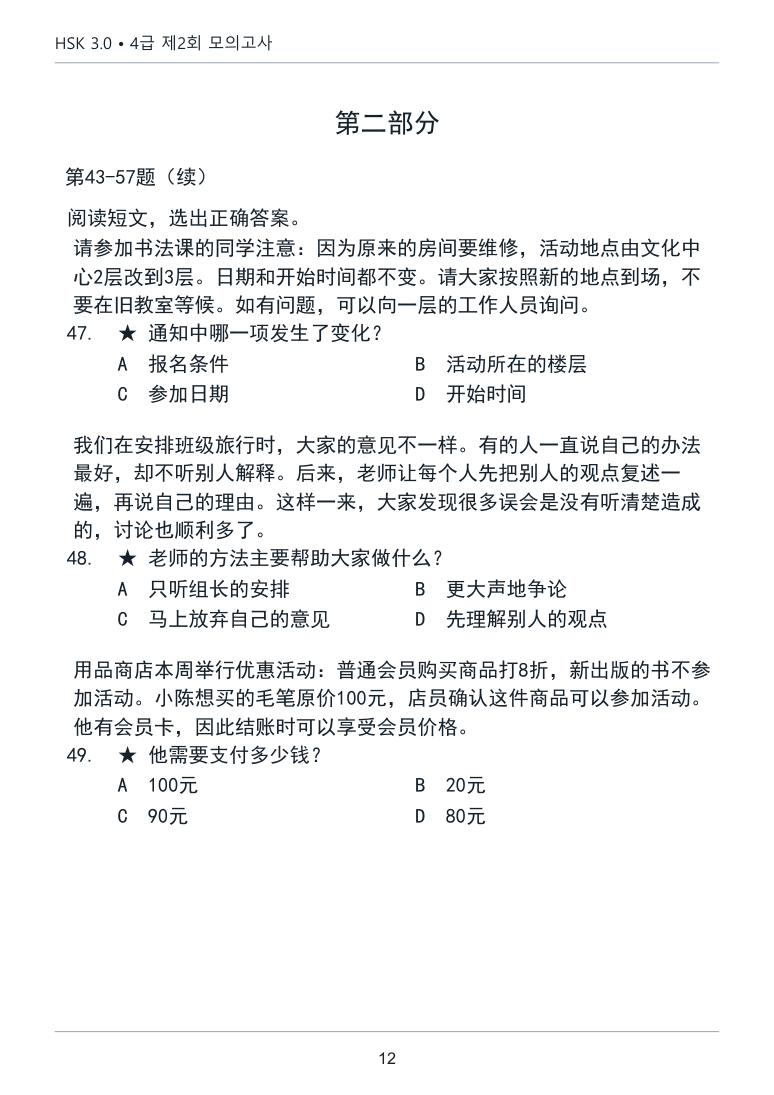 HSK 3.0 • 4급 제2회 모의고사
第二部分
第43-57题（续）
阅读短文，选出正确答案。
请参加书法课的同学注意：因为原来的房间要维修，活动地点由文化中
心2层改到3层。日期和开始时间都不变。请大家按照新的地点到场，不
要在旧教室等候。如有问题，可以向一层的工作人员询问。
47. ★ 通知中哪一项发生了变化？
A 报名条件 B 活动所在的楼层
C 参加日期 D 开始时间
我们在安排班级旅行时，大家的意见不一样。有的人一直说自己的办法
最好，却不听别人解释。后来，老师让每个人先把别人的观点复述一
遍，再说自己的理由。这样一来，大家发现很多误会是没有听清楚造成
的，讨论也顺利多了。
48. ★ 老师的方法主要帮助大家做什么？
A 只听组长的安排 B 更大声地争论
C 马上放弃自己的意见 D 先理解别人的观点
用品商店本周举行优惠活动：普通会员购买商品打8折，新出版的书不参
加活动。小陈想买的毛笔原价100元，店员确认这件商品可以参加活动。
他有会员卡，因此结账时可以享受会员价格。
49. ★ 他需要支付多少钱？
A 100元 B 20元
C 90元 D 80元
12